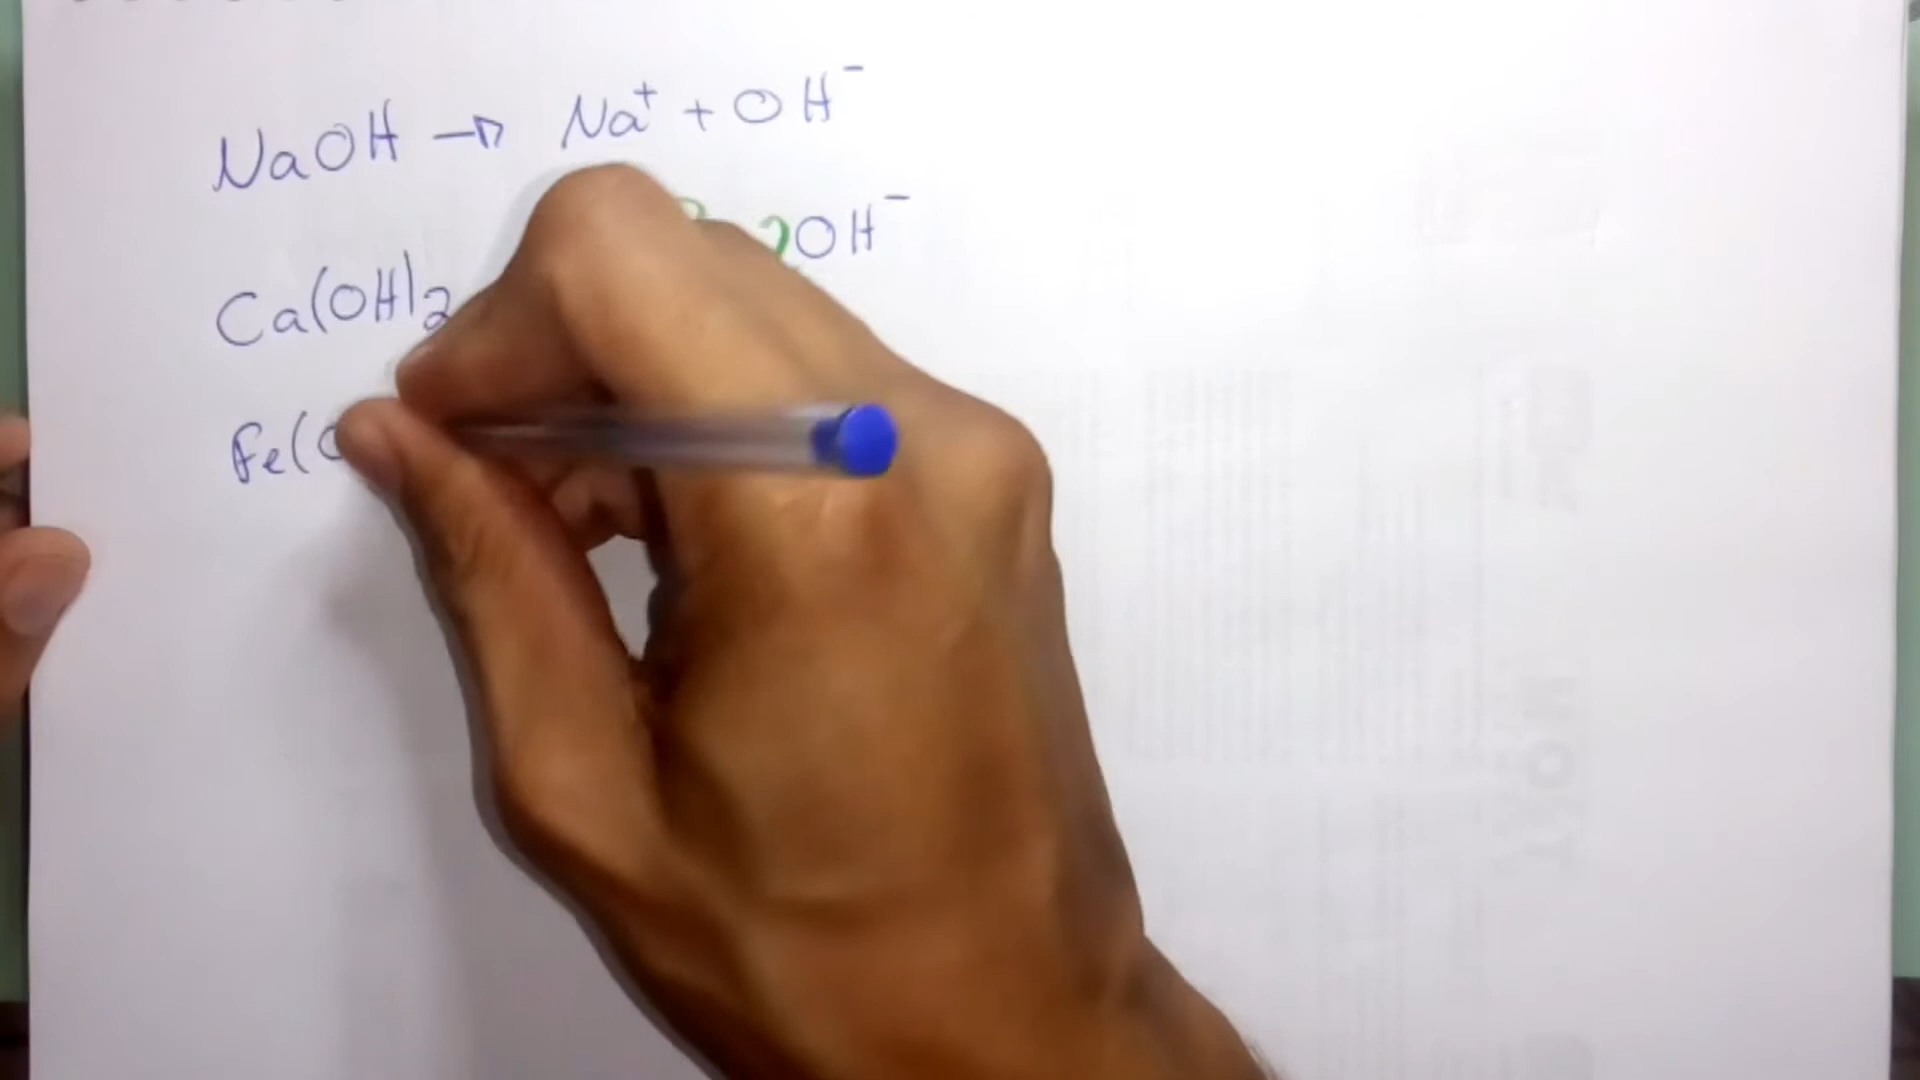 NaOH → Na⁺ + OH⁻
Ca(OH)₂ 2OH⁻
Fe(O